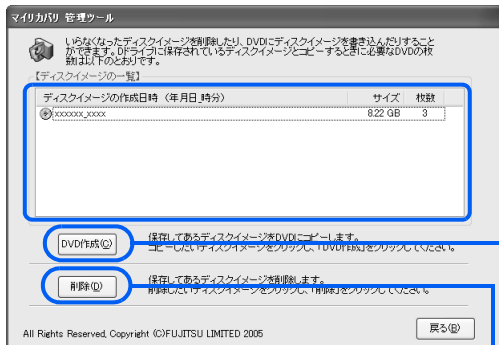 マイリカバリ 管理ツール
いらなくなったディスクイメージを削除したり、DVDにディスクイメージを書き込んだりすること
ができます。Dドライブに保存されているディスクイメージをコピーするときに必要なDVDの枚
数は以下のとおりです。
【ディスクイメージの一覧】
ディスクイメージの作成日時（年月日_時分） サイズ 枚数
xxxxxx_xxxx 8.22 GB 3
DVD作成(C) 保存してあるディスクイメージをDVDにコピーします。
コピーしたいディスクイメージをクリックし、「DVD作成」をクリックしてください。
削除(D) 保存してあるディスクイメージを削除します。
削除したいディスクイメージをクリックし、「削除」をクリックしてください。
All Rights Reserved, Copyright (C)FUJITSU LIMITED 2005 戻る(B)